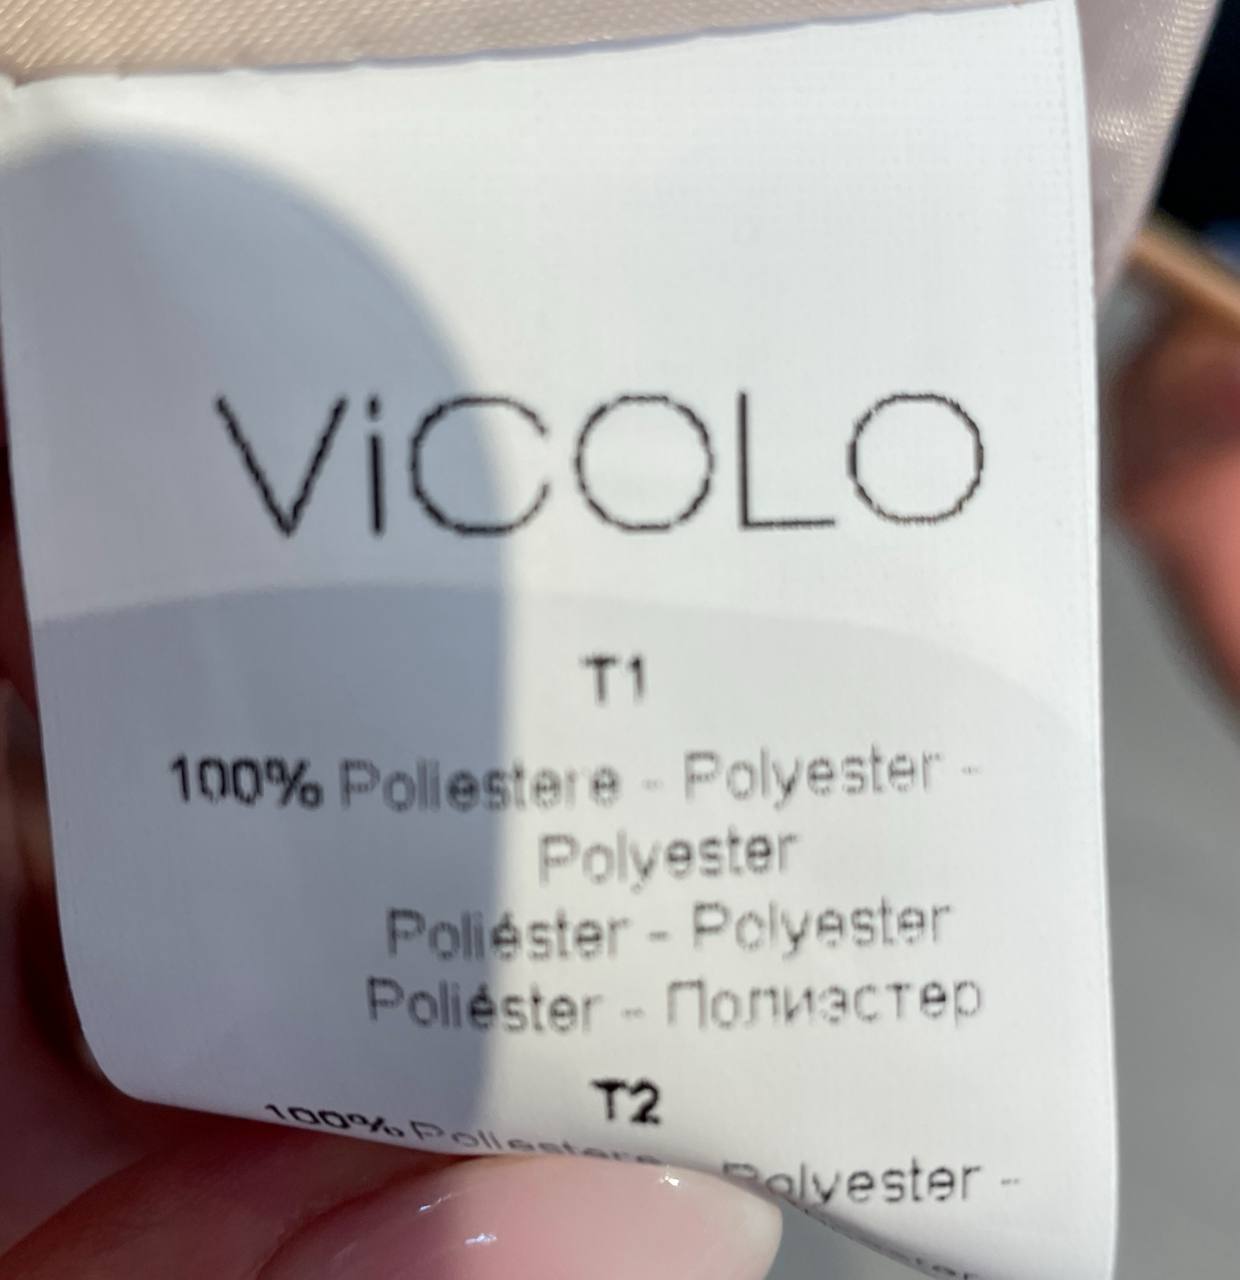 ViCOLO
T1
100% Poliestere - Polyester -
Polyester
Poliéster - Polyester
Poliéster - Полиэстер
T2
100% Poliestere Polyester -